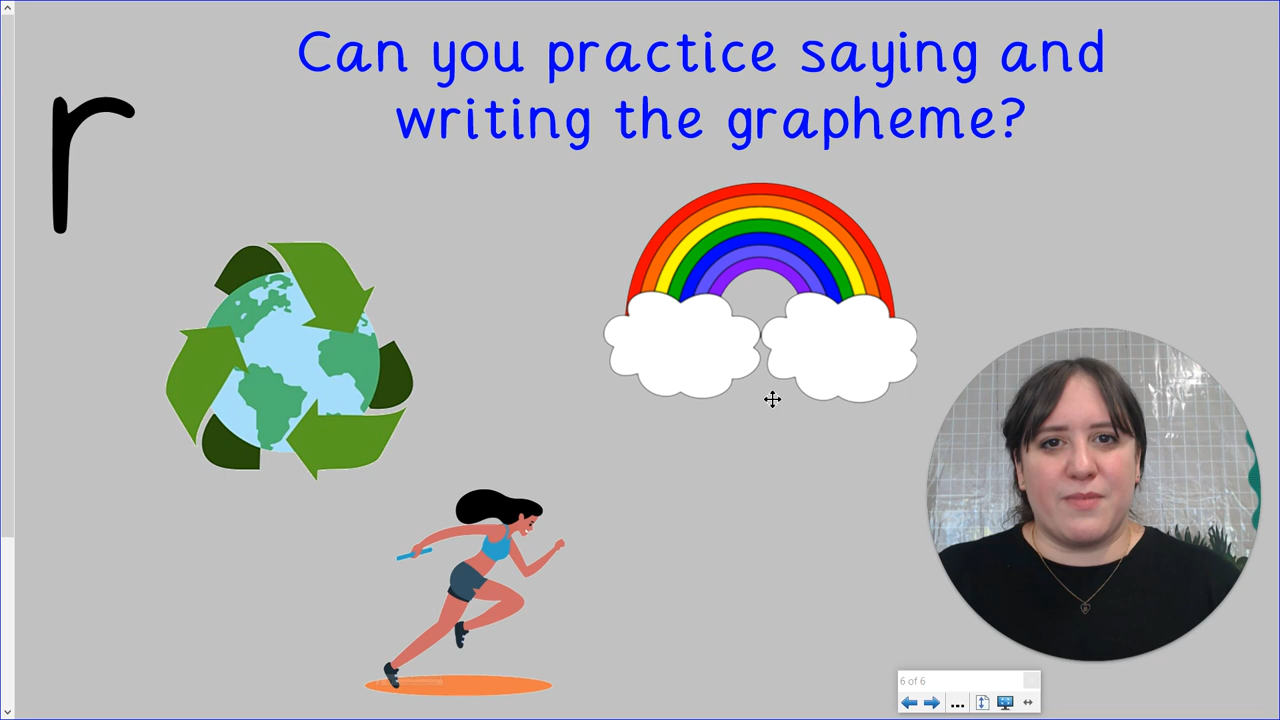 Can you practice saying and
writing the grapheme?
r
6 of 6